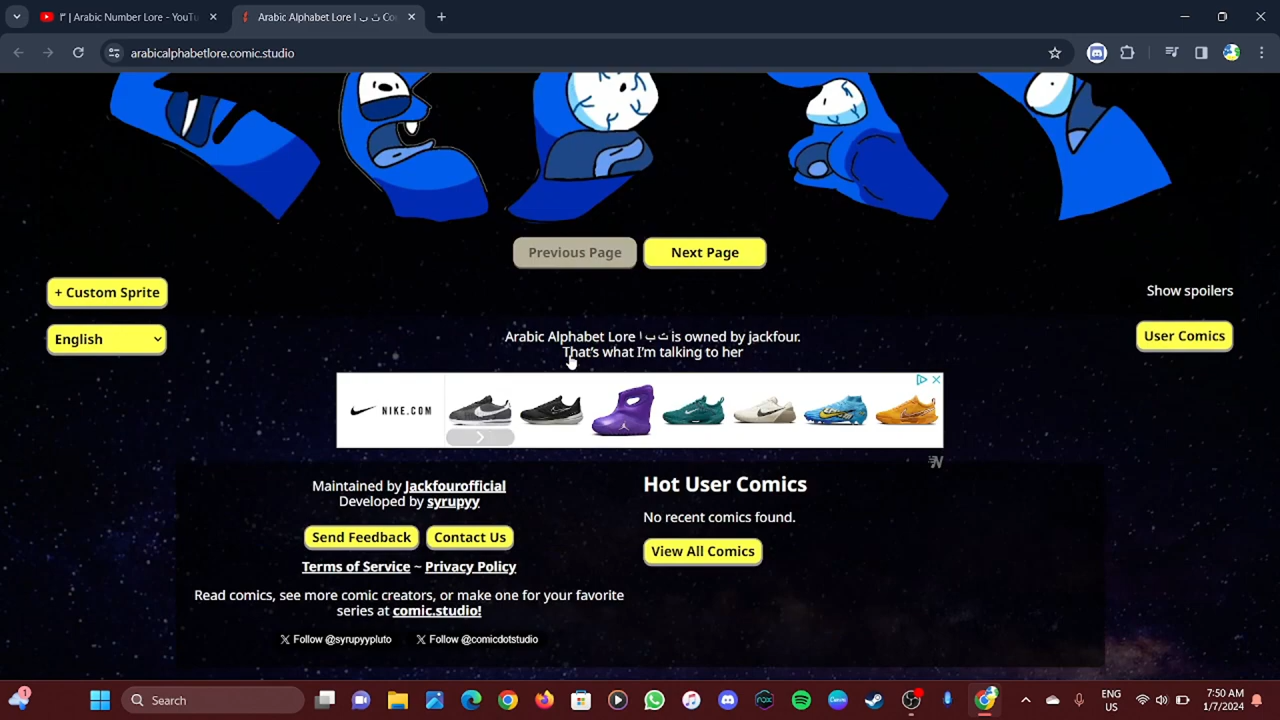 ٣ | Arabic Number Lore - YouTu
Arabic Alphabet Lore ا ب ت Co
arabicalphabetlore.comic.studio
Previous Page
Next Page
+ Custom Sprite
Show spoilers
English
User Comics
Arabic Alphabet Lore ا ب ت is owned by jackfour.
That's what I'm talking to her
NIKE.COM
Maintained by Jackfourofficial
Developed by syrupyy
Hot User Comics
No recent comics found.
Send Feedback
Contact Us
View All Comics
Terms of Service ~ Privacy Policy
Read comics, see more comic creators, or make one for your favorite
series at comic.studio!
X Follow @syrupyypluto
X Follow @comicdotstudio
1
Search
ENG
US
7:50 AM
1/7/2024